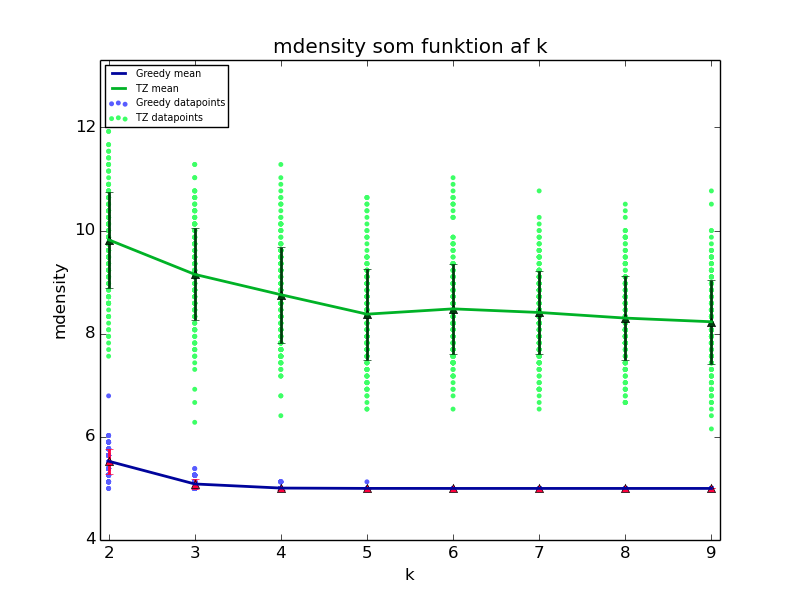 mdensity som funktion af k
Greedy mean
TZ mean
Greedy datapoints
TZ datapoints
12
10
8
6
4
mdensity
2 3 4 5 6 7 8 9
k